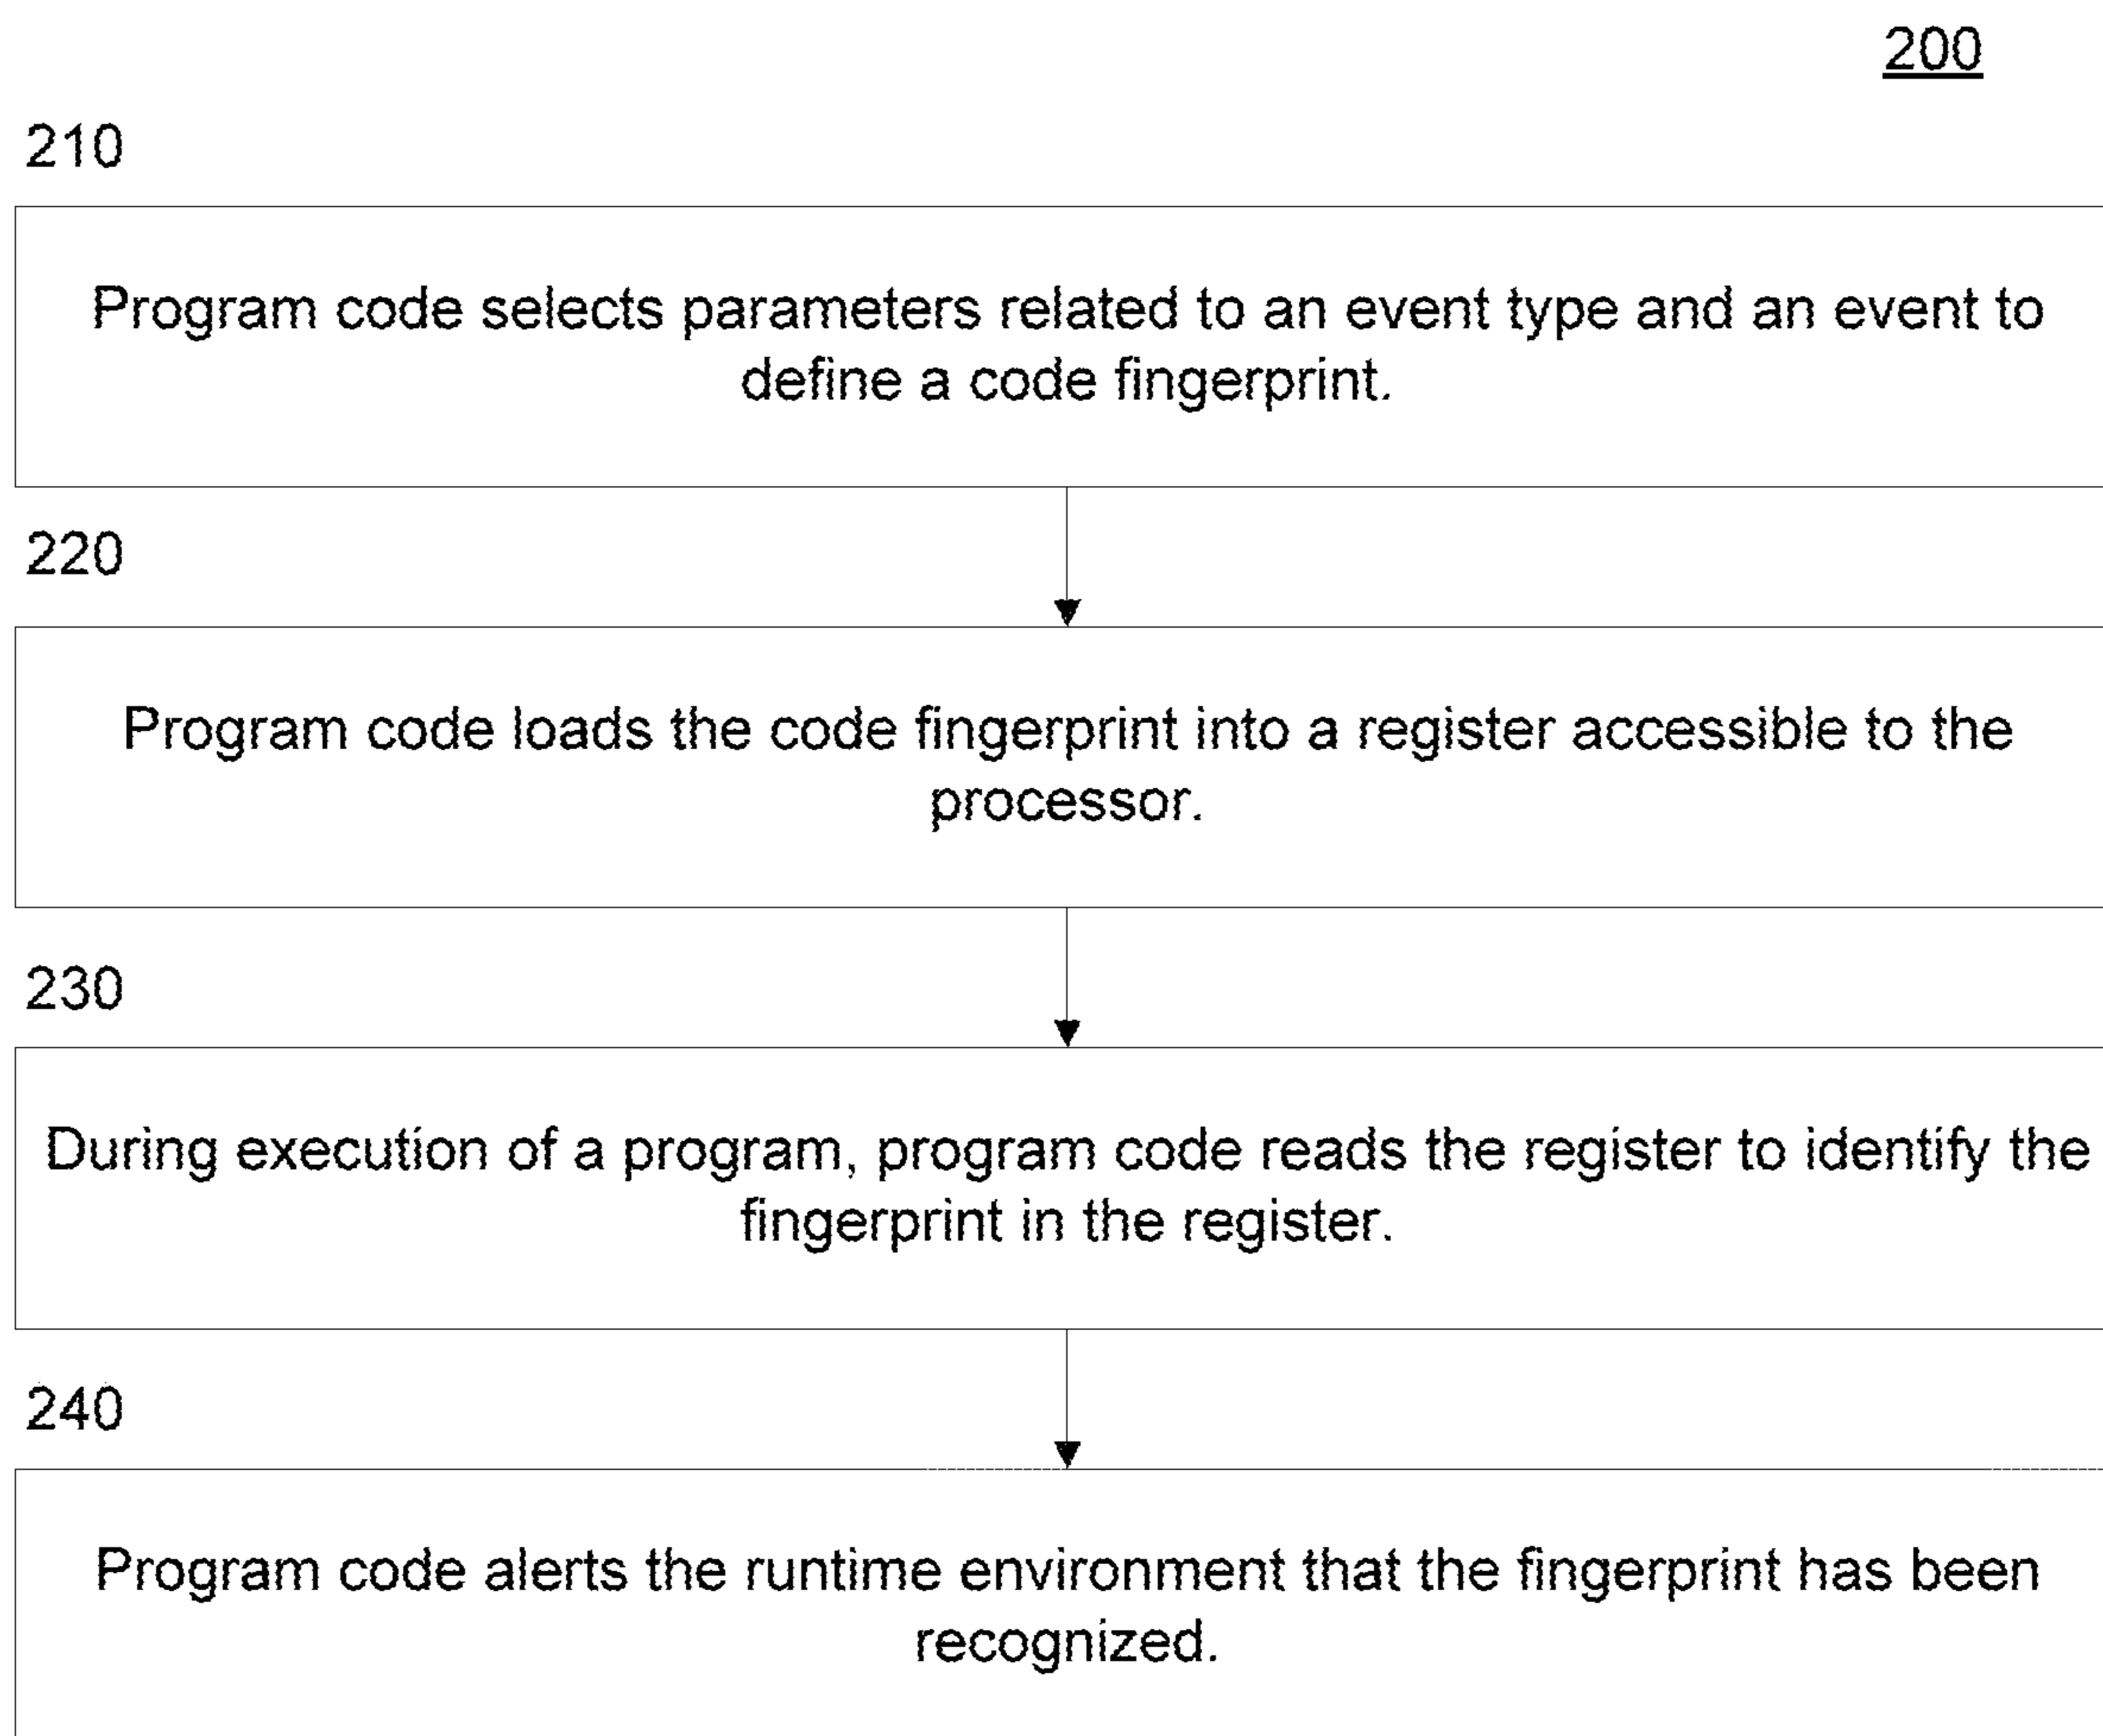 200
210
Program code selects parameters related to an event type and an event to
define a code fingerprint.
220
Program code loads the code fingerprint into a register accessible to the
processor.
230
During execution of a program, program code reads the register to identify the
fingerprint in the register.
240
Program code alerts the runtime environment that the fingerprint has been
recognized.